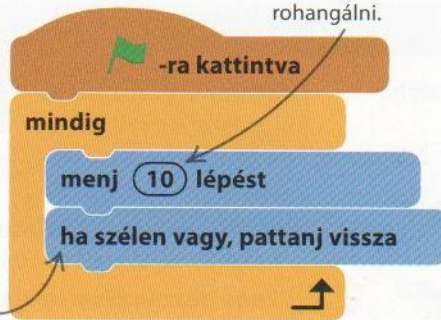 rohangálni.
-ra kattintva
mindig
menj 10 lépést
ha szélen vagy, pattanj vissza